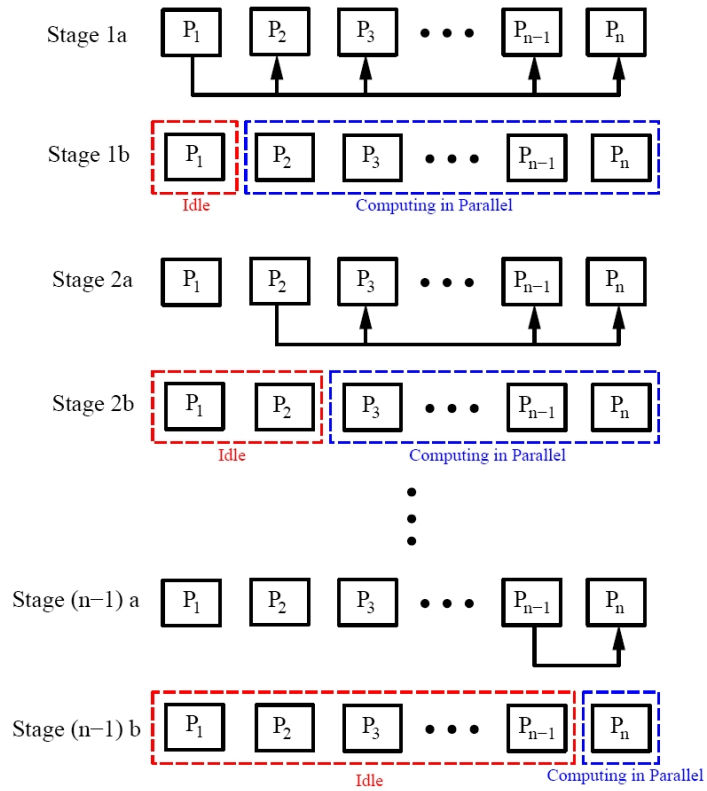 Stage 1a P₁ P₂ P₃ • • • Pₙ₋₁ Pₙ
Stage 1b P₁ P₂ P₃ • • • Pₙ₋₁ Pₙ
Idle Computing in Parallel
Stage 2a P₁ P₂ P₃ • • • Pₙ₋₁ Pₙ
Stage 2b P₁ P₂ P₃ • • • Pₙ₋₁ Pₙ
Idle Computing in Parallel
Stage (n−1) a P₁ P₂ P₃ • • • Pₙ₋₁ Pₙ
Stage (n−1) b P₁ P₂ P₃ • • • Pₙ₋₁ Pₙ
Idle Computing in Parallel